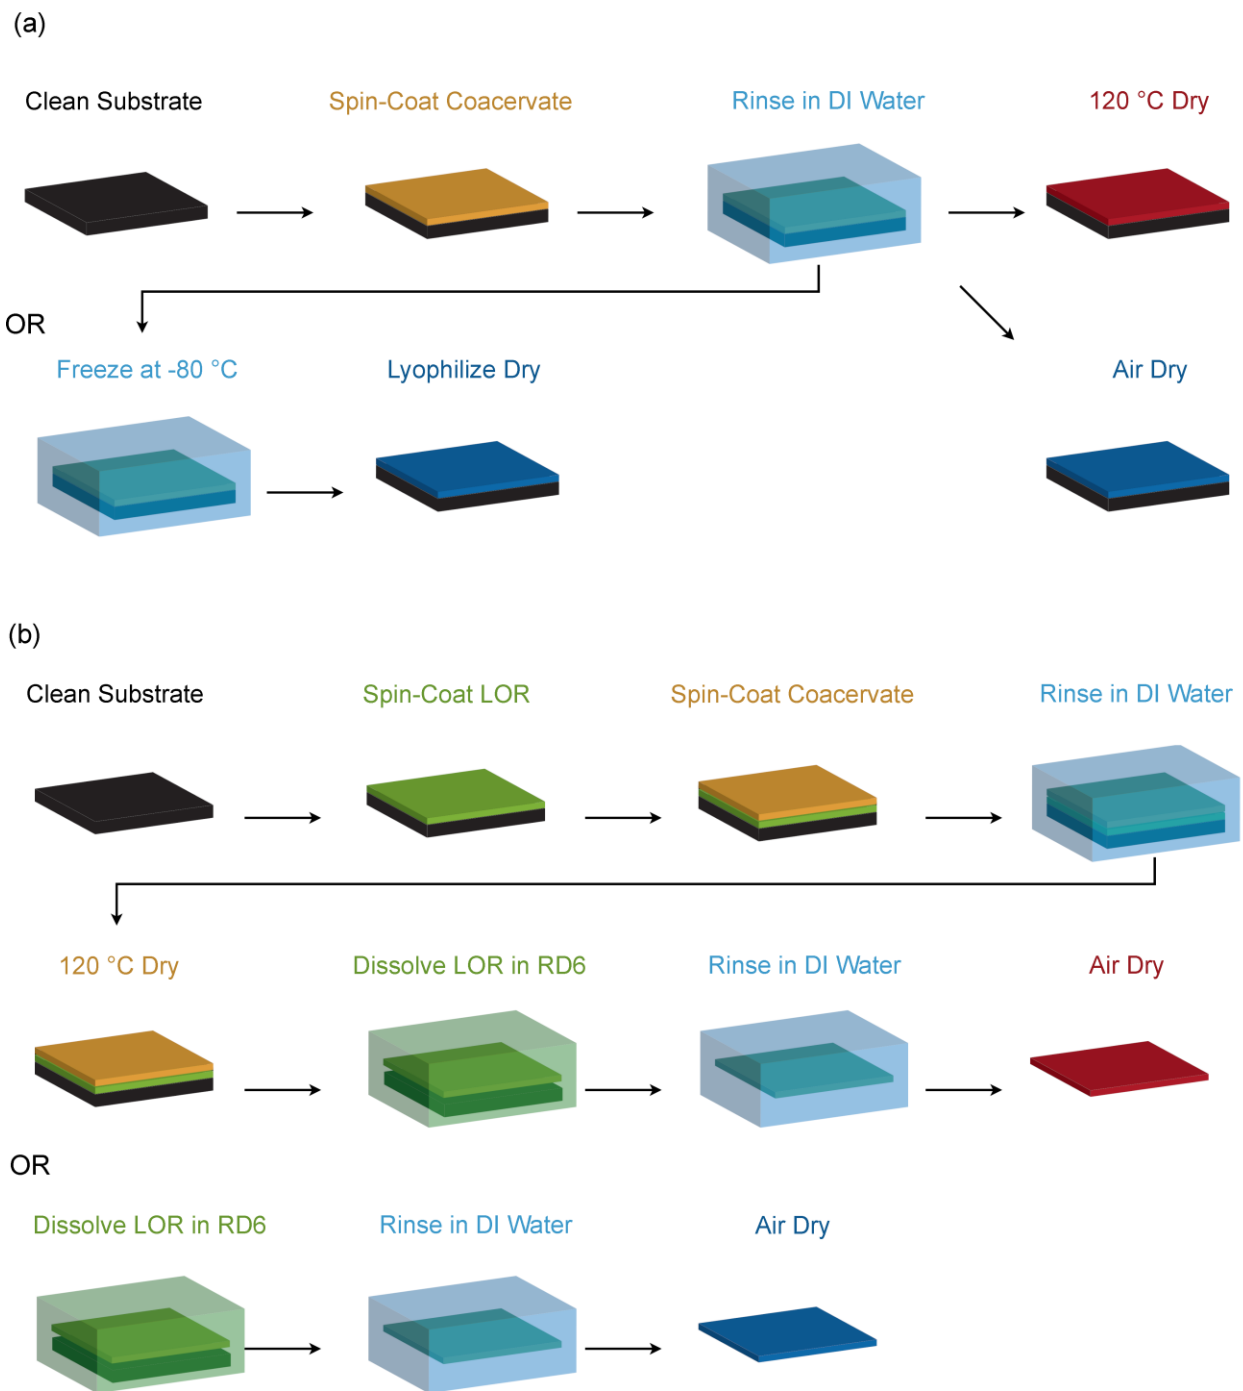 (a)
Clean Substrate
Spin-Coat Coacervate
Rinse in DI Water
120 °C Dry
OR
Freeze at -80 °C
Lyophilize Dry
Air Dry
(b)
Clean Substrate
Spin-Coat LOR
Spin-Coat Coacervate
Rinse in DI Water
120 °C Dry
Dissolve LOR in RD6
Rinse in DI Water
Air Dry
OR
Dissolve LOR in RD6
Rinse in DI Water
Air Dry